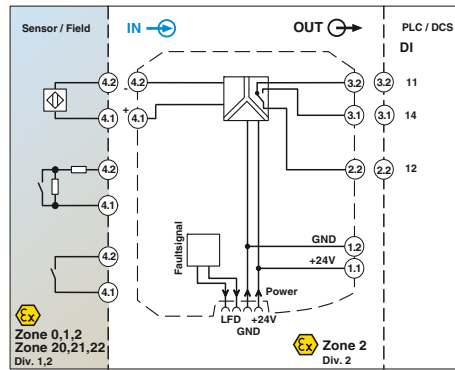 Sensor / Field
IN
OUT
PLC / DCS
DI
4.2
-
4.2
3.2
3.2
11
4.1
+
4.1
3.1
3.1
14
4.2
2.2
2.2
12
4.1
Faultsignal
GND
1.2
4.2
+24V
1.1
4.1
Power
LFD
+24V
GND
Ex
Zone 0,1,2
Zone 20,21,22
Div. 1,2
Ex
Zone 2
Div. 2